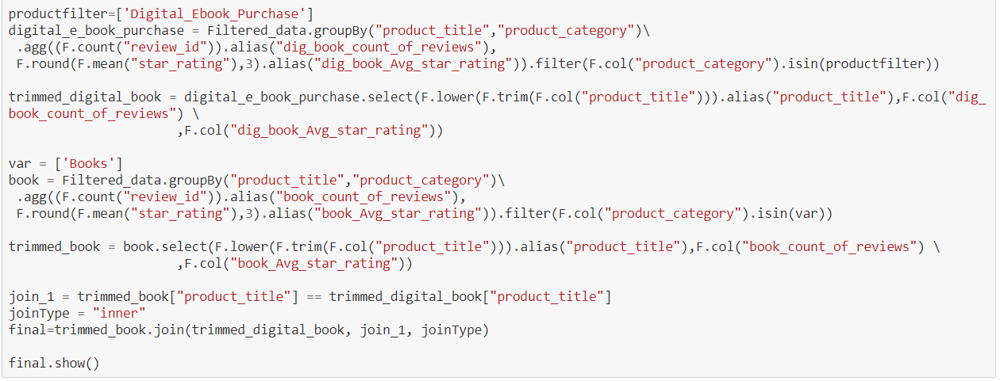 productfilter=['Digital_Ebook_Purchase']
digital_e_book_purchase = Filtered_data.groupBy("product_title","product_category")\
 .agg((F.count("review_id")).alias("dig_book_count_of_reviews"),
 F.round(F.mean("star_rating"),3).alias("dig_book_Avg_star_rating")).filter(F.col("product_category").isin(productfilter))

trimmed_digital_book = digital_e_book_purchase.select(F.lower(F.trim(F.col("product_title"))).alias("product_title"),F.col("dig_
book_count_of_reviews") \
                      ,F.col("dig_book_Avg_star_rating"))

var = ['Books']
book = Filtered_data.groupBy("product_title","product_category")\
 .agg((F.count("review_id")).alias("book_count_of_reviews"),
 F.round(F.mean("star_rating"),3).alias("book_Avg_star_rating")).filter(F.col("product_category").isin(var))

trimmed_book = book.select(F.lower(F.trim(F.col("product_title"))).alias("product_title"),F.col("book_count_of_reviews") \
                      ,F.col("book_Avg_star_rating"))

join_1 = trimmed_book["product_title"] == trimmed_digital_book["product_title"]
joinType = "inner"
final=trimmed_book.join(trimmed_digital_book, join_1, joinType)

final.show()